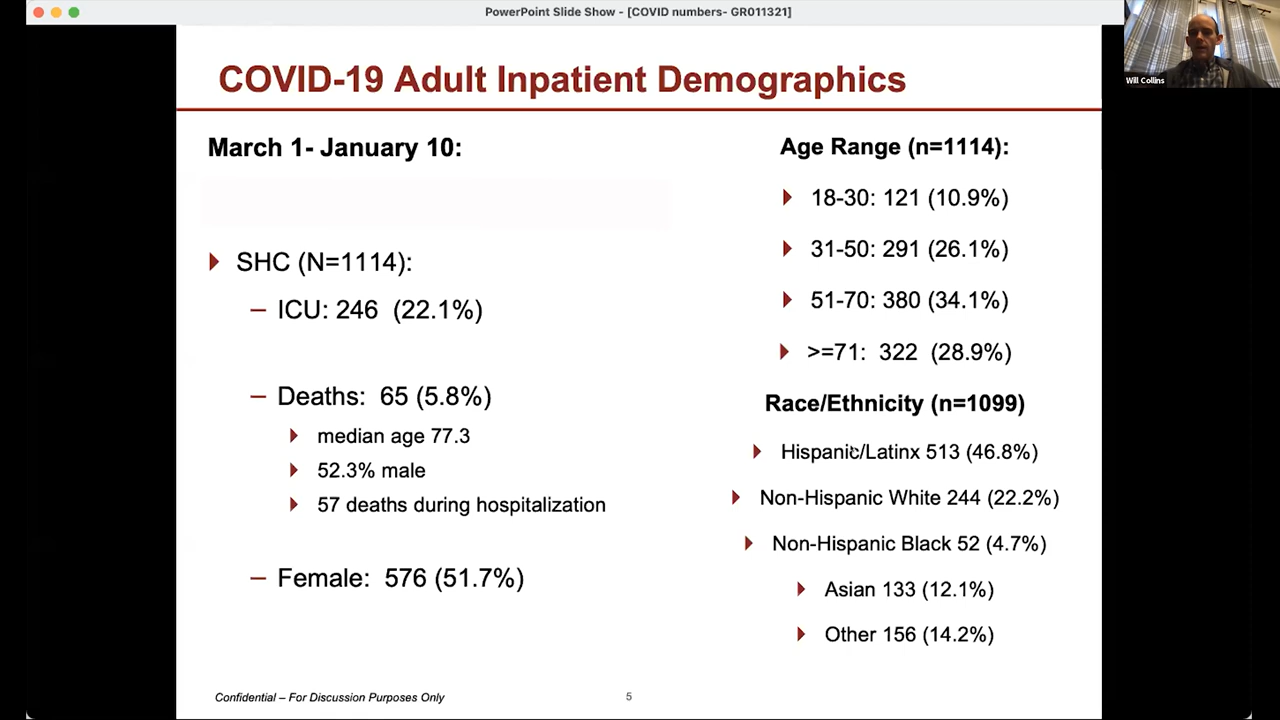 PowerPoint Slide Show - [COVID numbers- GR011321]
Will Collins
COVID-19 Adult Inpatient Demographics
March 1- January 10:
SHC (N=1114):
– ICU: 246 (22.1%)
– Deaths: 65 (5.8%)
median age 77.3
52.3% male
57 deaths during hospitalization
– Female: 576 (51.7%)
Age Range (n=1114):
18-30: 121 (10.9%)
31-50: 291 (26.1%)
51-70: 380 (34.1%)
>=71: 322 (28.9%)
Race/Ethnicity (n=1099)
Hispanic/Latinx 513 (46.8%)
Non-Hispanic White 244 (22.2%)
Non-Hispanic Black 52 (4.7%)
Asian 133 (12.1%)
Other 156 (14.2%)
Confidential – For Discussion Purposes Only
5